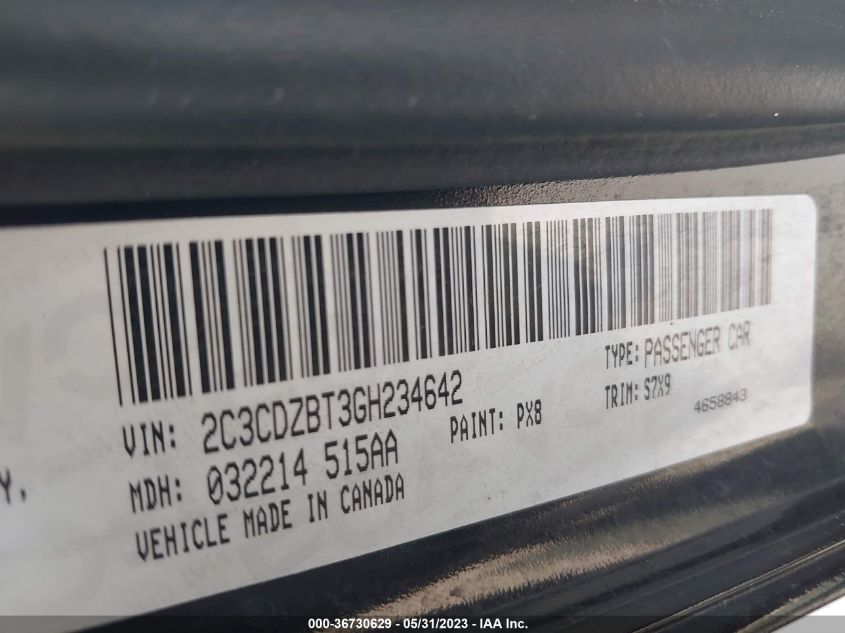 VIN: 2C3CDZBT3GH234642
TYPE: PASSENGER CAR
MDH: 032214 515AA
PAINT: PX8
TRIM: S7X9
4658843
VEHICLE MADE IN CANADA
Y,
000-36730629 - 05/31/2023 - IAA Inc.